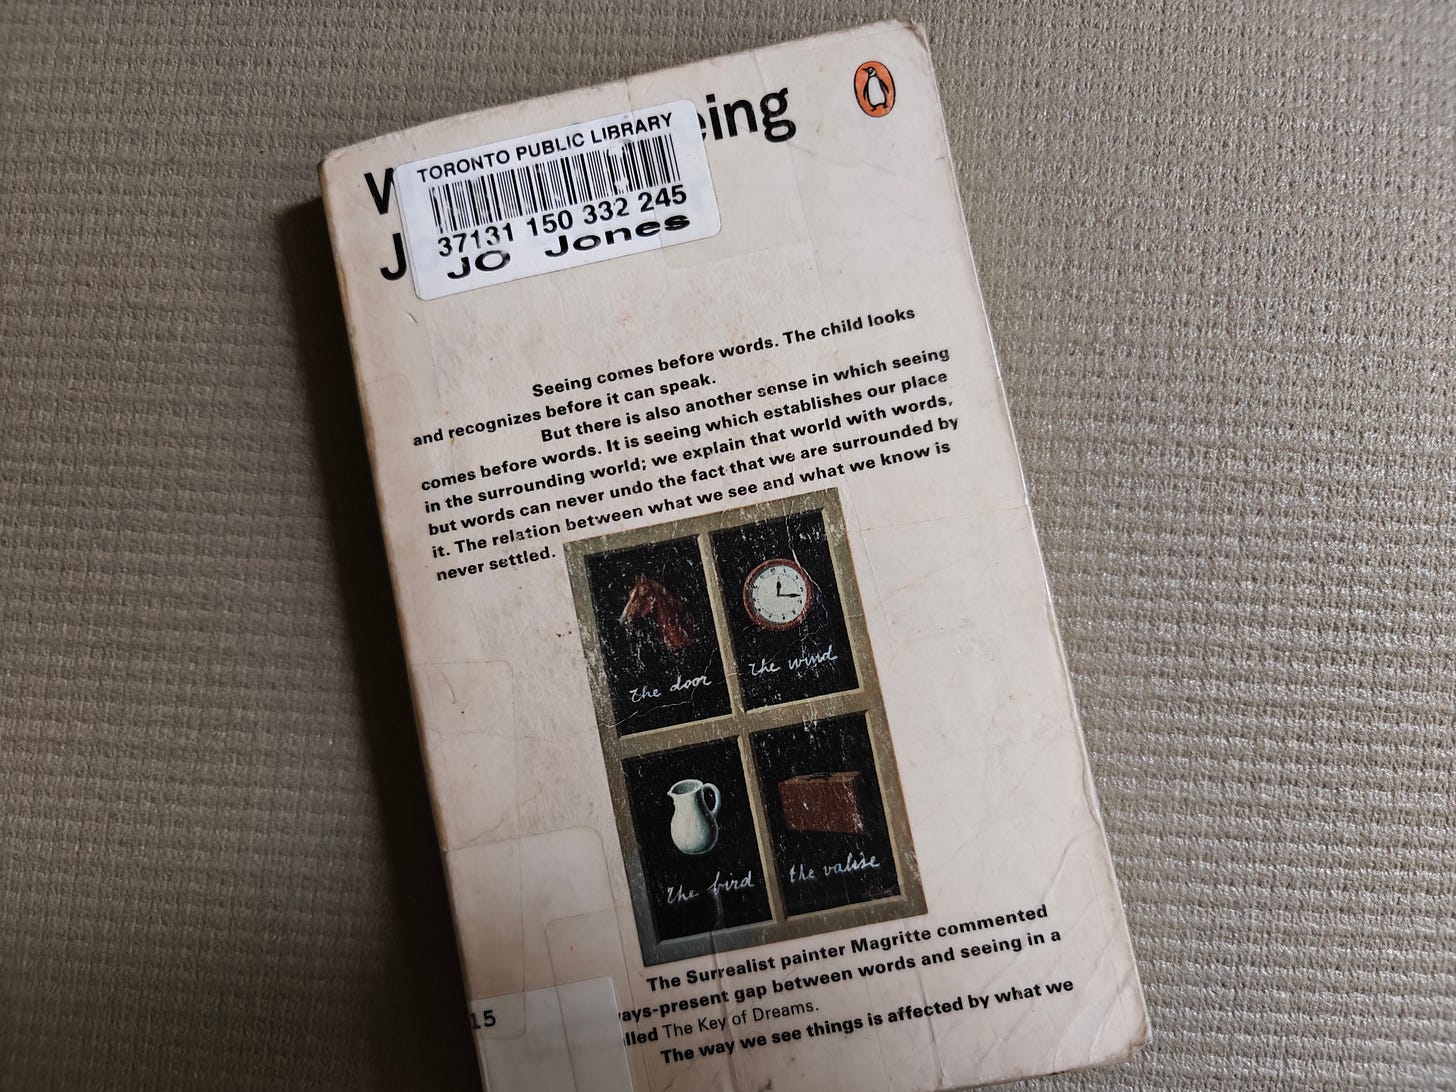 W eing
J
TORONTO PUBLIC LIBRARY
37131 150 332 245
JO Jones
Seeing comes before words. The child looks
and recognizes before it can speak.
But there is also another sense in which seeing
comes before words. It is seeing which establishes our place
in the surrounding world; we explain that world with words,
but words can never undo the fact that we are surrounded by
it. The relation between what we see and what we know is
never settled.
the door
the wind
the bird
the valise
The Surrealist painter Magritte commented
ays-present gap between words and seeing in a
lled The Key of Dreams.
The way we see things is affected by what we
15